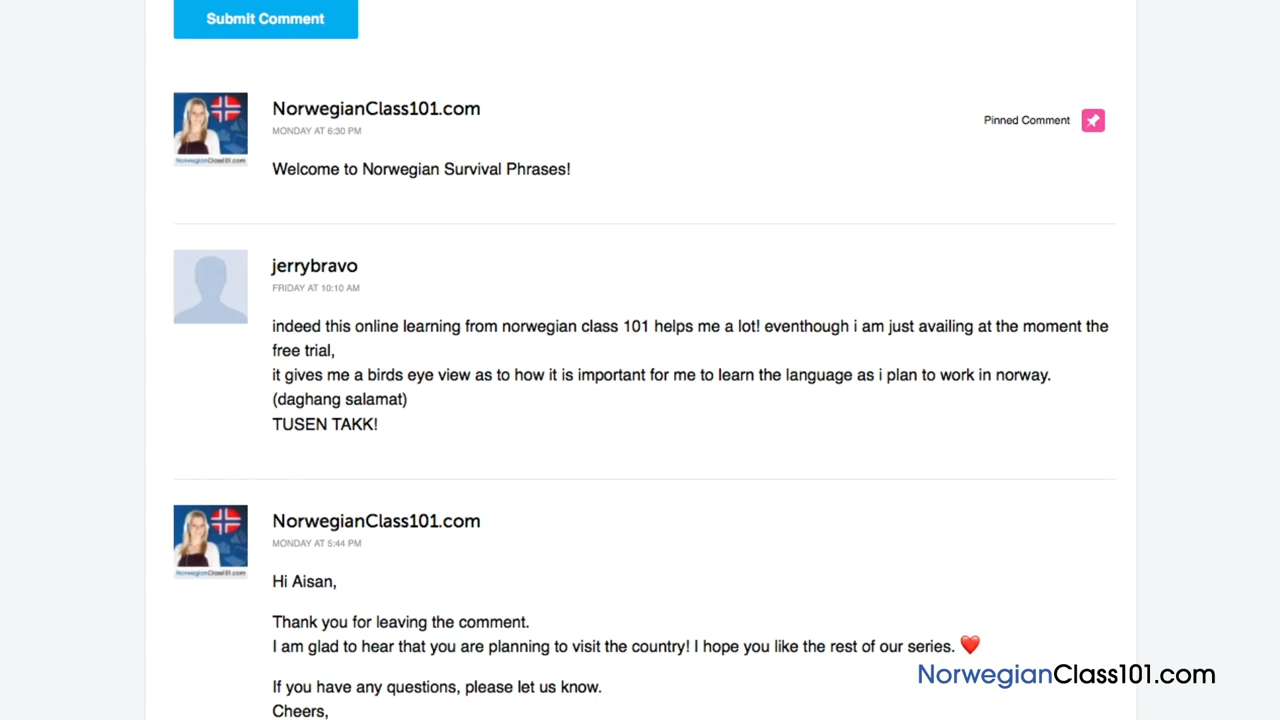 Submit Comment
NorwegianClass101.com
MONDAY AT 6:30 PM
Pinned Comment
Welcome to Norwegian Survival Phrases!
NorwegianClass101.com
jerrybravo
FRIDAY AT 10:10 AM
indeed this online learning from norwegian class 101 helps me a lot! eventhough i am just availing at the moment the
free trial,
it gives me a birds eye view as to how it is important for me to learn the language as i plan to work in norway.
(daghang salamat)
TUSEN TAKK!
NorwegianClass101.com
MONDAY AT 5:44 PM
NorwegianClass101.com
Hi Aisan,
Thank you for leaving the comment.
I am glad to hear that you are planning to visit the country! I hope you like the rest of our series. ❤️
If you have any questions, please let us know.
Cheers,
NorwegianClass101.com